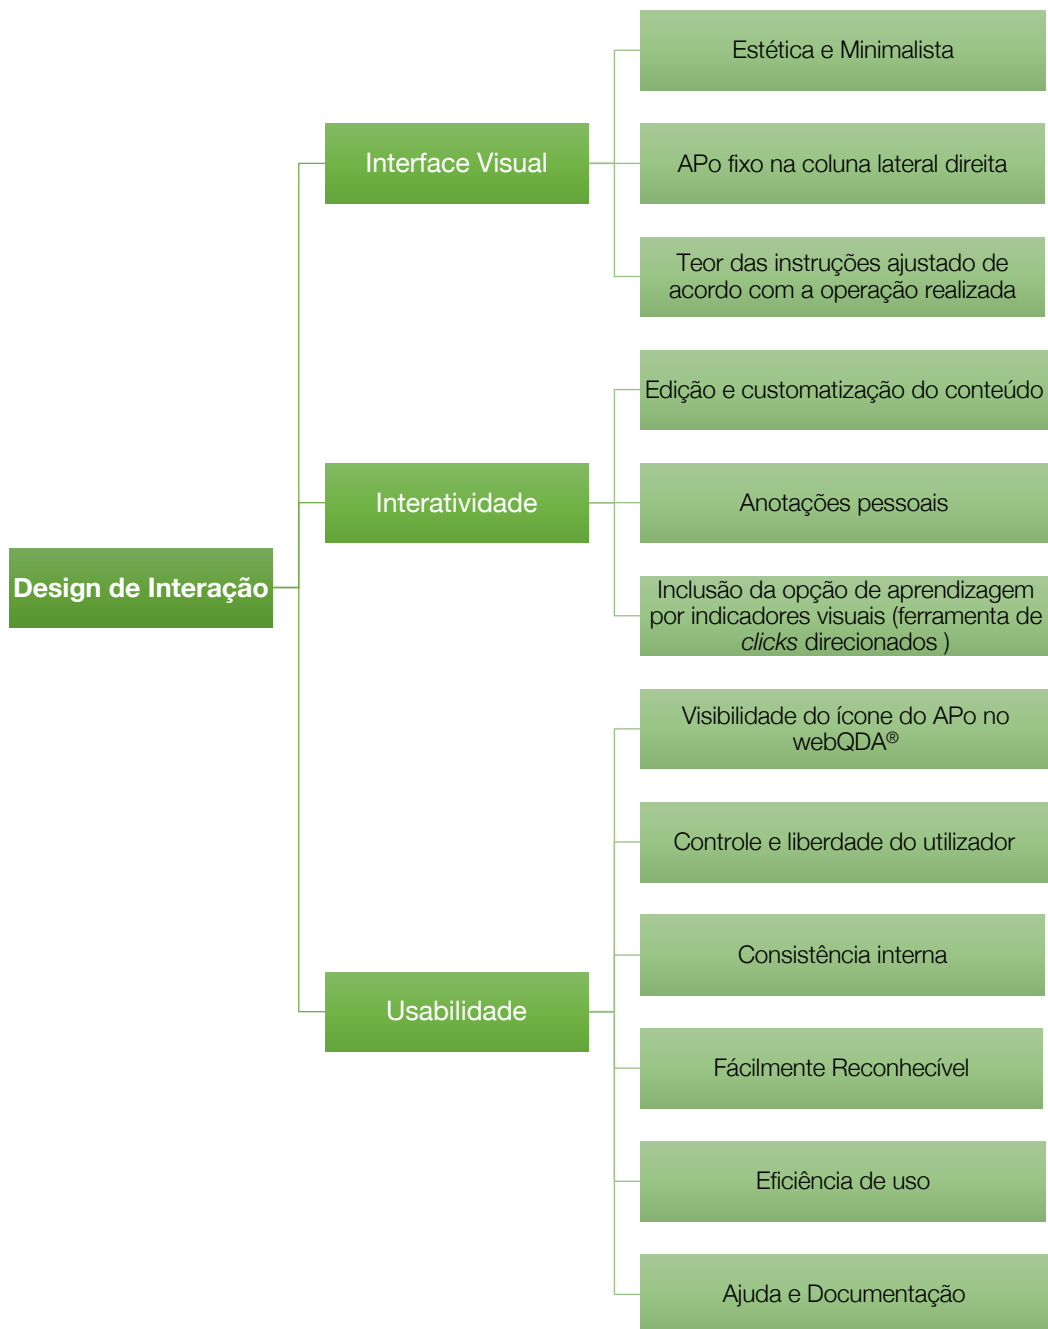 Design de Interação
Interface Visual
Estética e Minimalista
APo fixo na coluna lateral direita
Teor das instruções ajustado de
acordo com a operação realizada
Interatividade
Edição e customatização do conteúdo
Anotações pessoais
Inclusão da opção de aprendizagem
por indicadores visuais (ferramenta de
clicks direcionados )
Usabilidade
Visibilidade do ícone do APo no
webQDA®
Controle e liberdade do utilizador
Consistência interna
Fácilmente Reconhecível
Eficiência de uso
Ajuda e Documentação